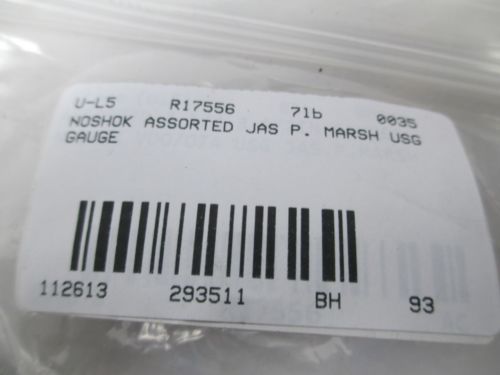 U-L5 R17556 71b 0035
NOSHOK ASSORTED JAS P. MARSH USG
GAUGE
112613 293511 BH 93